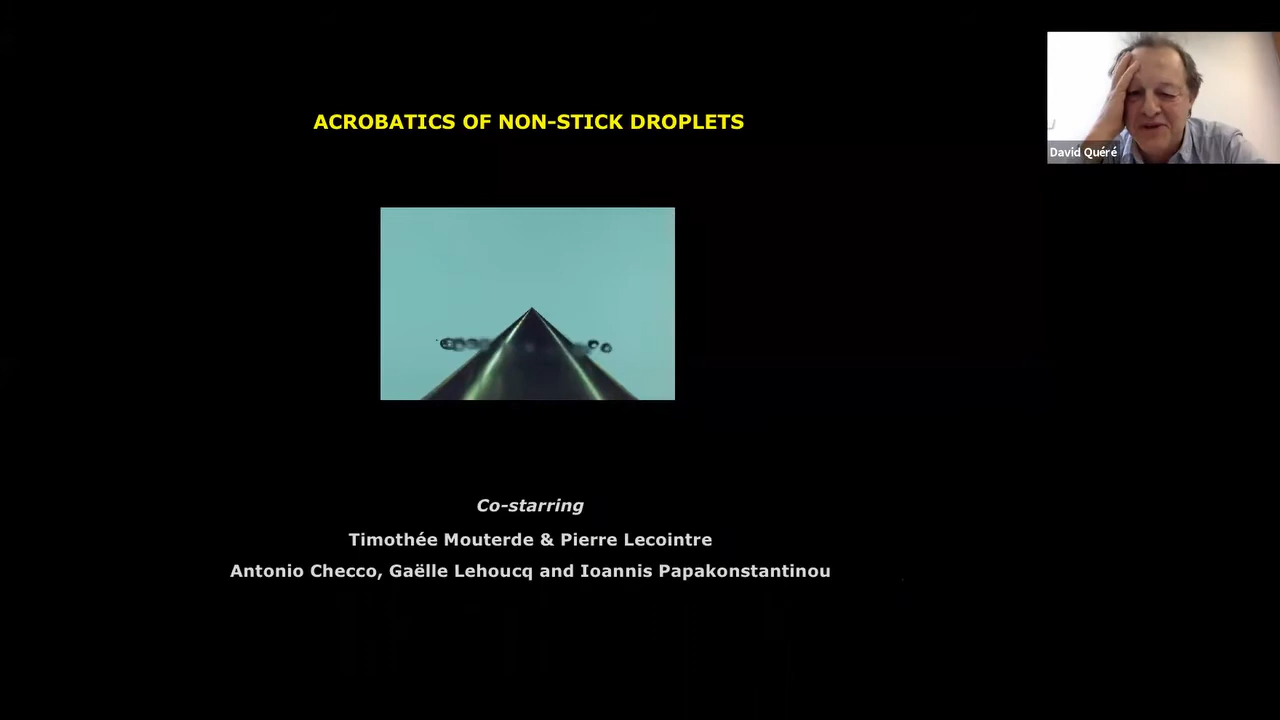 ACROBATICS OF NON-STICK DROPLETS
David Quéré
Co-starring
Timothée Mouterde & Pierre Lecointre
Antonio Checco, Gaëlle Lehoucq and Ioannis Papakonstantinou